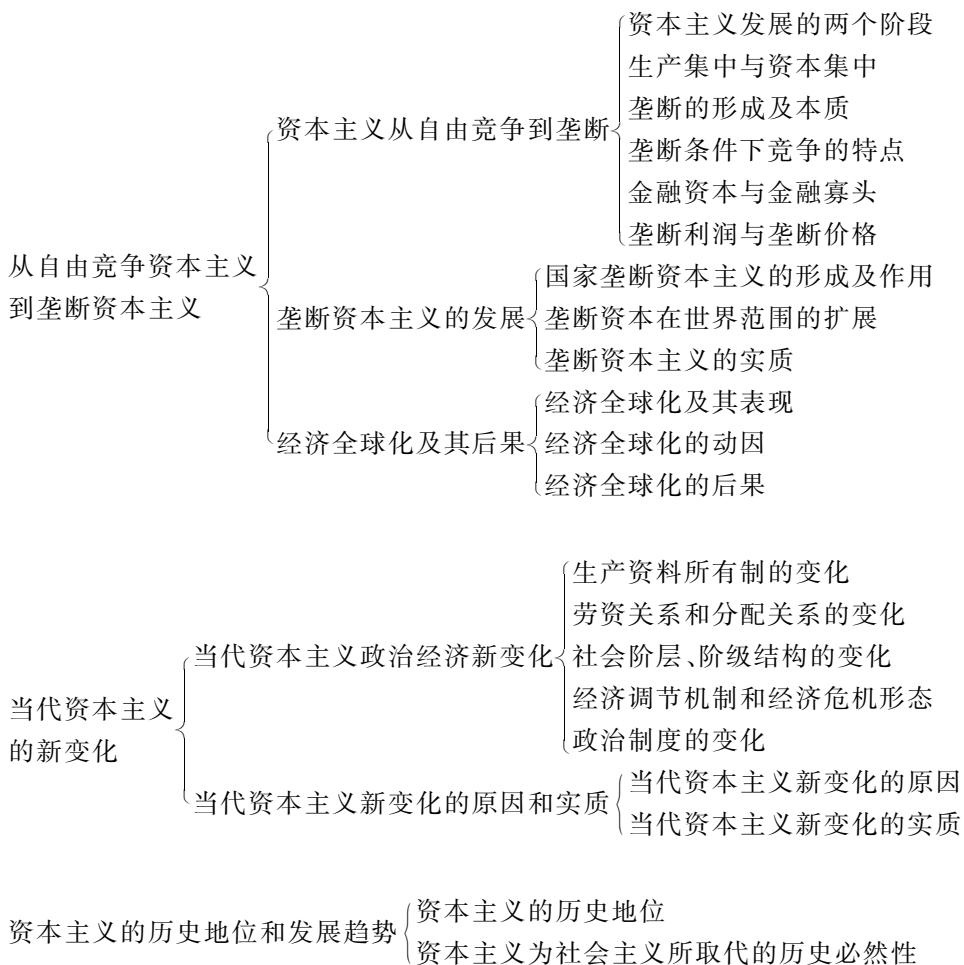 资本主义发展的两个阶段
生产集中与资本集中
垄断的形成及本质
资本主义从自由竞争到垄断
垄断条件下竞争的特点
金融资本与金融寡头
垄断利润与垄断价格
从自由竞争资本主义
到垄断资本主义
国家垄断资本主义的形成及作用
垄断资本主义的发展
垄断资本在世界范围的扩展
垄断资本主义的实质
经济全球化及其表现
经济全球化及其后果
经济全球化的动因
经济全球化的后果
生产资料所有制的变化
劳资关系和分配关系的变化
当代资本主义政治经济新变化
社会阶层、阶级结构的变化
经济调节机制和经济危机形态
政治制度的变化
当代资本主义
的新变化
当代资本主义新变化的原因和实质
当代资本主义新变化的原因
当代资本主义新变化的实质
资本主义的历史地位和发展趋势
资本主义的历史地位
资本主义为社会主义所取代的历史必然性